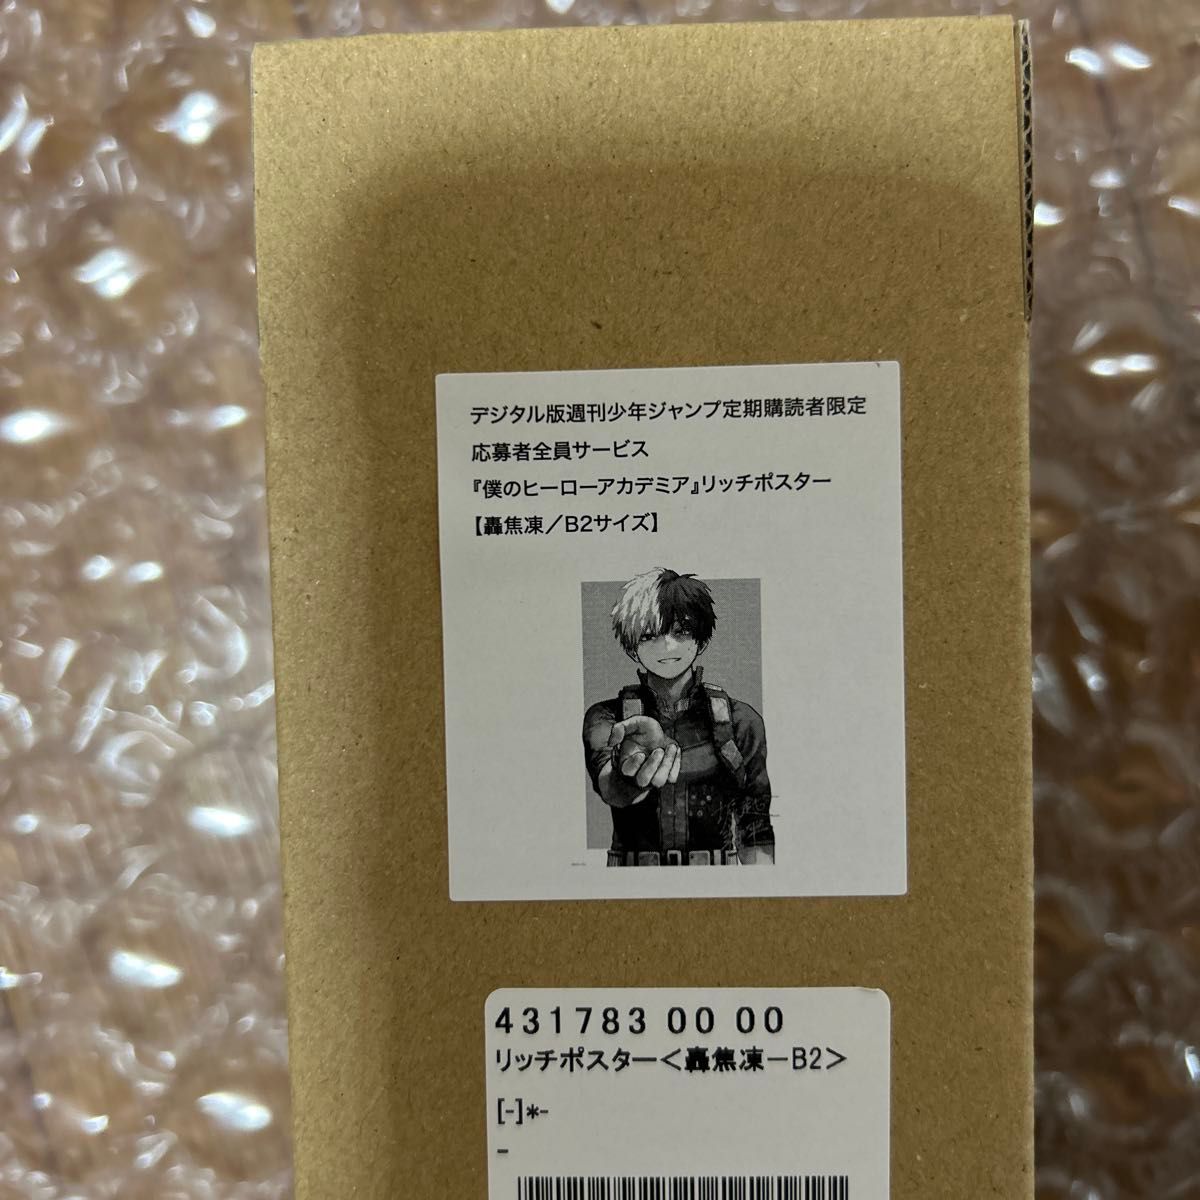 デジタル版週刊少年ジャンプ定期購読者限定
応募者全員サービス
『僕のヒーローアカデミア』リッチポスター
【轟焦凍／B2サイズ】
431783 00 00
リッチポスター＜轟焦凍－B2＞
[-]*-
-